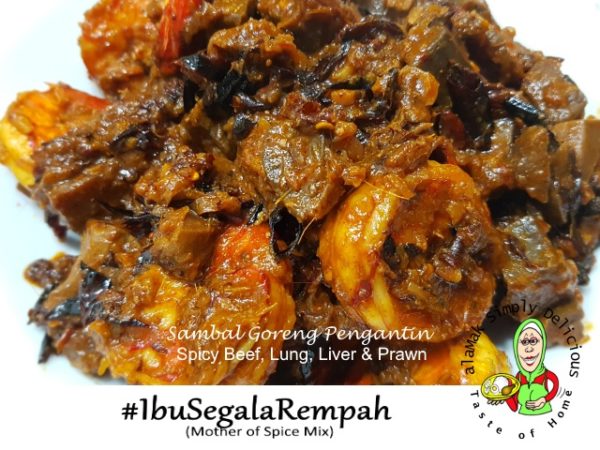 Sambal Goreng Pengantin
Spicy Beef, Lung, Liver & Prawn
#IbuSegalaRempah
(Mother of Spice Mix)
alaMak Simply Delicious
Taste of Home